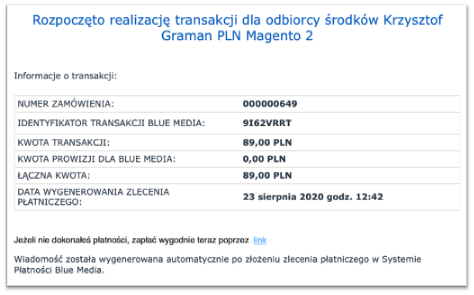 Rozpoczęto realizację transakcji dla odbiorcy środków Krzysztof
Graman PLN Magento 2
Informacje o transakcji:
NUMER ZAMÓWIENIA: 000000649
IDENTYFIKATOR TRANSAKCJI BLUE MEDIA: 9I62VRRT
KWOTA TRANSAKCJI: 89,00 PLN
KWOTA PROWIZJI DLA BLUE MEDIA: 0,00 PLN
ŁĄCZNA KWOTA: 89,00 PLN
DATA WYGENEROWANIA ZLECENIA
PŁATNICZEGO: 23 sierpnia 2020 godz. 12:42
Jeżeli nie dokonałeś płatności, zapłać wygodnie teraz poprzez link
Wiadomość została wygenerowana automatycznie po złożeniu zlecenia płatniczego w Systemie
Płatności Blue Media.